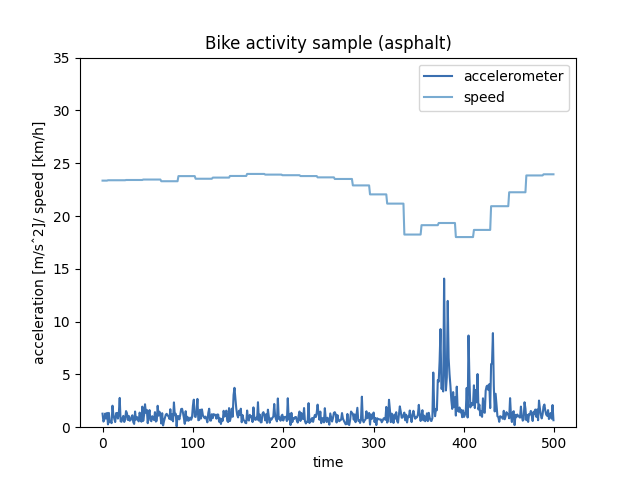 Bike activity sample (asphalt)
accelerometer
speed
acceleration [m/s^2]/ speed [km/h]
35
30
25
20
15
10
5
0
0 100 200 300 400 500
time